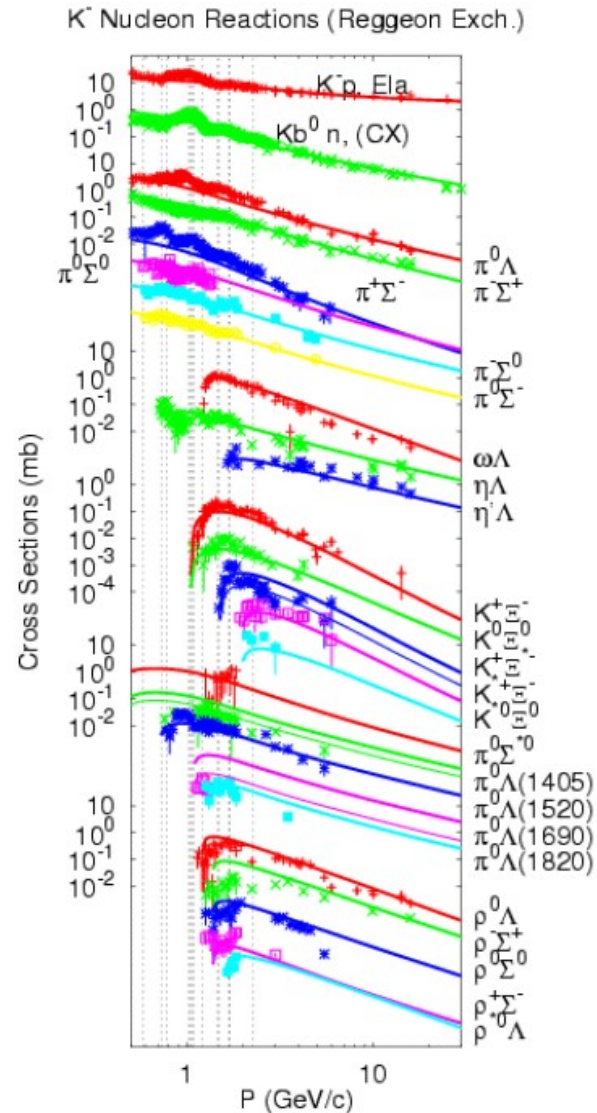 K⁻ Nucleon Reactions (Reggeon Exch.)
10
K⁻p, Ela
10⁰
10⁻¹
Kb⁰ n, (CX)
10
10⁰
10⁻¹
10⁻²
π⁰Σ⁰
π⁺Σ⁻
π⁰Λ
π⁻Σ⁺
π⁻Σ⁰
π⁰Σ⁻
10
10⁰
10⁻¹
10⁻²
ωΛ
ηΛ
η'Λ
10⁰
10⁻¹
10⁻³
10⁻⁴
K⁺Ξ⁻
K⁰Ξ⁰
K⁺Ξ*⁻
K*⁺Ξ⁻
K*⁰Ξ⁰
10
10⁰
10⁻¹
10⁻²
π⁰Σ*⁰
π⁰Λ(1405)
π⁰Λ(1520)
π⁰Λ(1690)
π⁰Λ(1820)
10
10⁰
10⁻¹
10⁻²
ρ⁰Λ
ρ⁻Σ⁺
ρ⁰Σ⁰
ρ⁺Σ⁻
ρ*⁰Λ
Cross Sections (mb)
1
10
P (GeV/c)